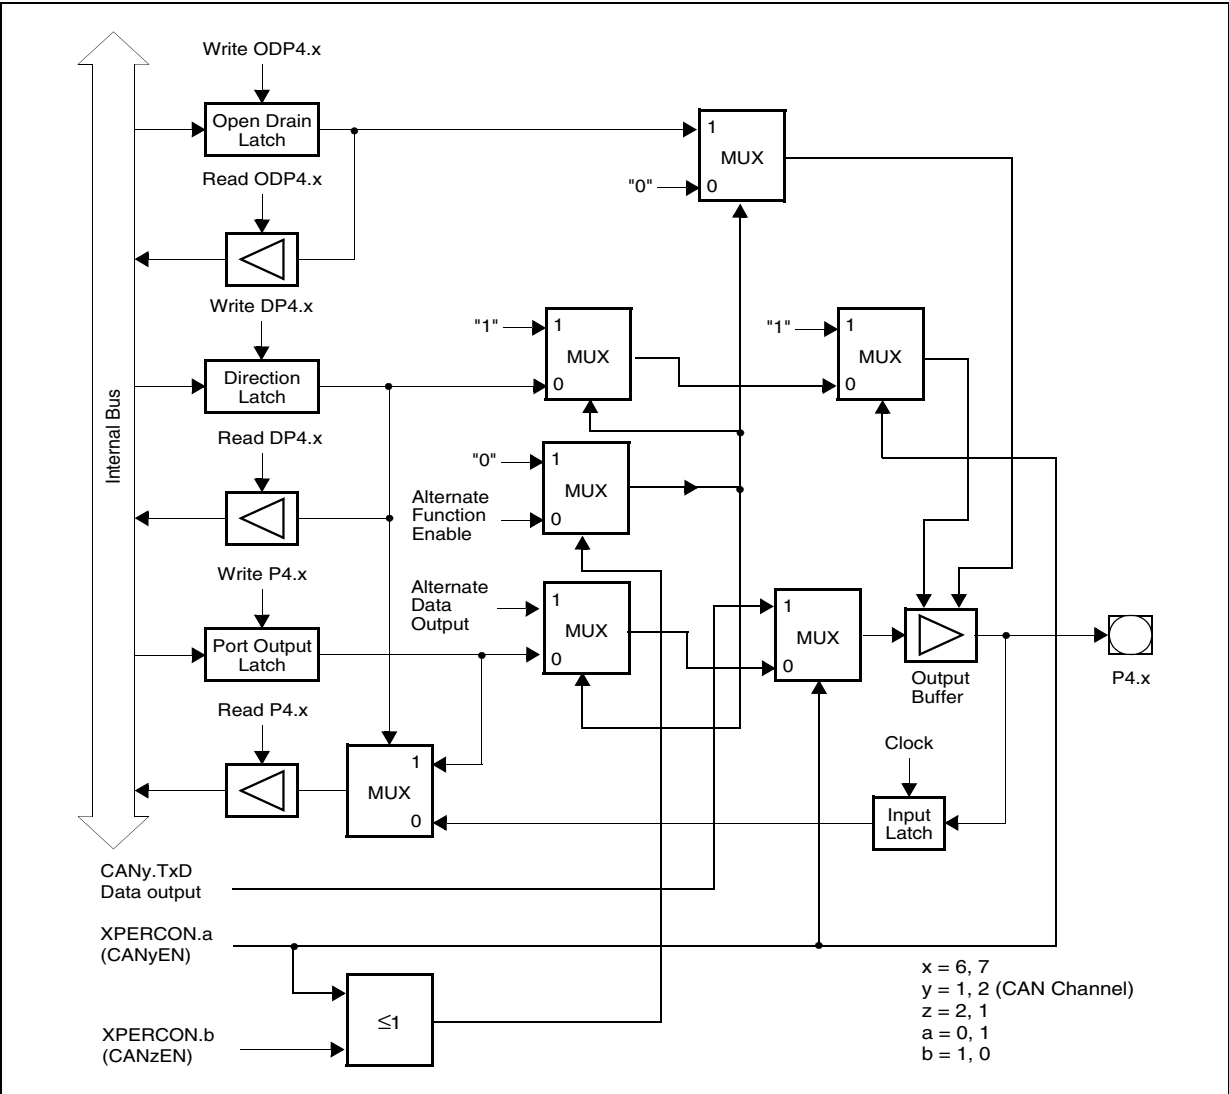 Write ODP4.x
Open Drain
Latch
1
MUX
"0"
0
Read ODP4.x
Write DP4.x
"1"
1
MUX
0
"1"
1
MUX
0
Direction
Latch
Internal Bus
Read DP4.x
"0"
1
MUX
0
Alternate
Function
Enable
Write P4.x
Alternate
Data
Output
1
MUX
0
1
MUX
0
Port Output
Latch
Output
Buffer
P4.x
Read P4.x
Clock
1
MUX
0
Input
Latch
CANy.TxD
Data output
XPERCON.a
(CANyEN)
≤1
XPERCON.b
(CANzEN)
x = 6, 7
y = 1, 2 (CAN Channel)
z = 2, 1
a = 0, 1
b = 1, 0